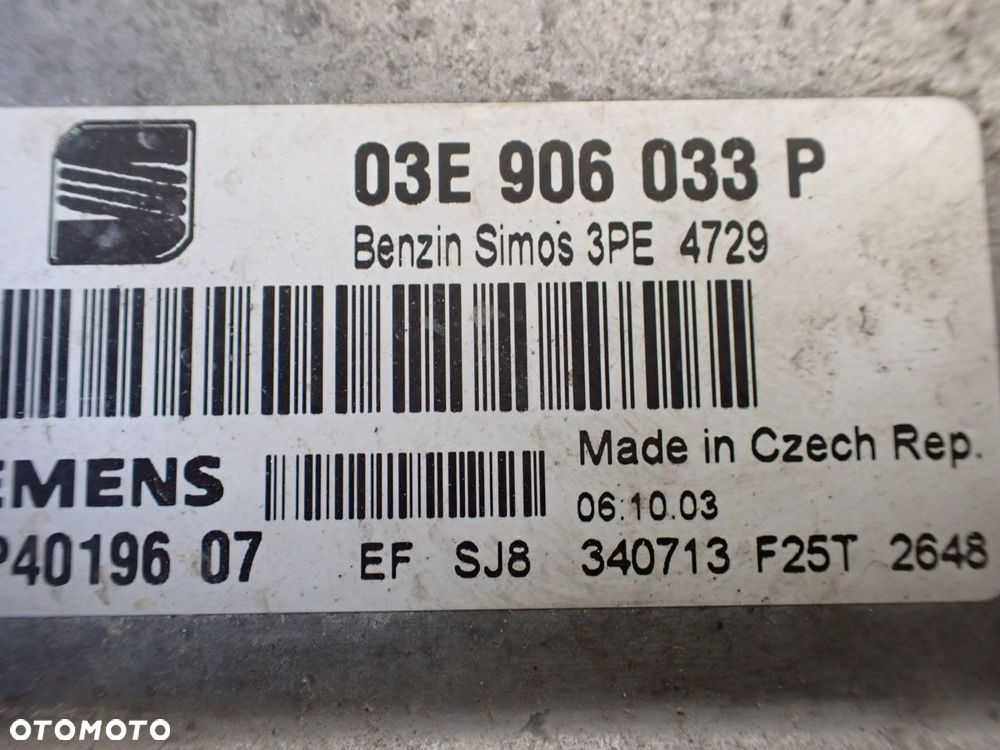 03E 906 033 P
Benzin Simos 3PE 4729
EMENS
Made in Czech Rep.
06.10.03
P40196 07
EF SJ8 340713 F25T 2648
OTOMOTO